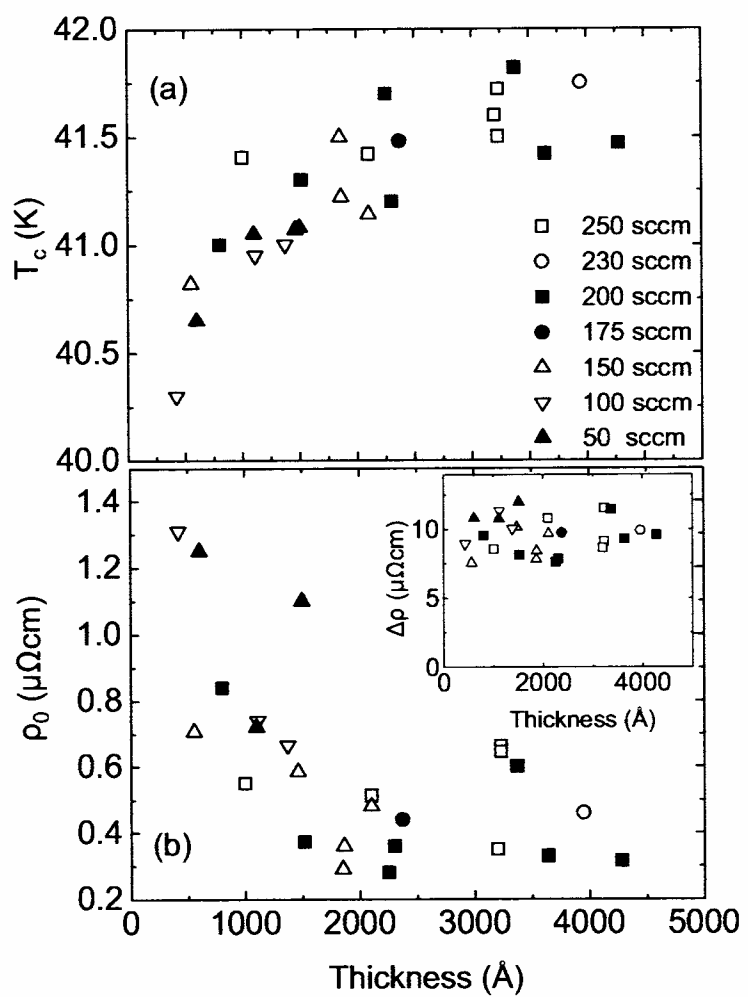 42.0
(a)
41.5
T_c (K)
41.0
40.5
40.0
250 sccm
230 sccm
200 sccm
175 sccm
150 sccm
100 sccm
50 sccm
1.4
1.2
1.0
0.8
0.6
0.4
0.2
ρ_0 (μΩcm)
(b)
10
5
0
Δρ (μΩcm)
0 2000 4000
Thickness (Å)
0 1000 2000 3000 4000 5000
Thickness (Å)